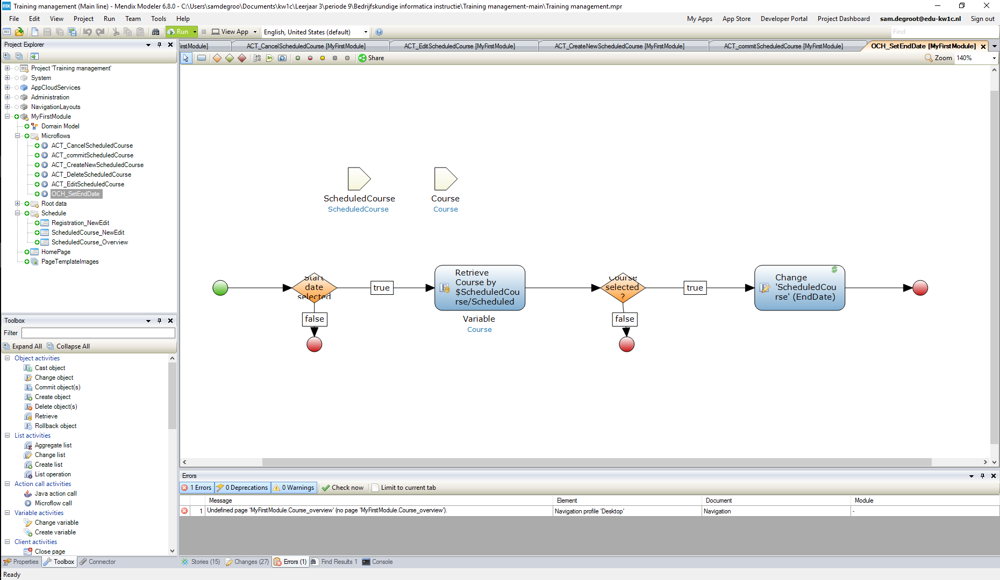 Training management (Main line) - Mendix Modeler 6.8.0 - C:\Users\samdegroo\Documents\kw1c\Leerjaar 3\periode 9\Bedrijfskundige informatica instructie\Training management-main\Training management.mpr
File Edit View Project Run Team Tools Help My Apps App Store Developer Portal Project Dashboard sam.degroot@edu-kw1c.nl Sign out
Run View App English, United States (default) Find
Project Explorer
irstModule] ACT_CancelScheduledCourse [MyFirstModule] ACT_EditScheduledCourse [MyFirstModule] ACT_CreateNewScheduledCourse [MyFirstModule] ACT_commitScheduledCourse [MyFirstModule] OCH_SetEndDate [MyFirstModule]
Share Zoom 140%
Project 'Training management'
System
AppCloudServices
Administration
NavigationLayouts
MyFirstModule
Domain Model
Microflows
ACT_CancelScheduledCourse
ACT_commitScheduledCourse
ACT_CreateNewScheduledCourse
ACT_DeleteScheduledCourse
ACT_EditScheduledCourse
OCH_SetEndDate
Root data
Schedule
Registration_NewEdit
ScheduledCourse_NewEdit
ScheduledCourse_Overview
HomePage
PageTemplateImages
ScheduledCourse
ScheduledCourse
Course
Course
Start
date
selected
true
false
Retrieve
Course by
$ScheduledCou
rse/Scheduled
Variable
Course
Course
selected
?
true
false
Change
'ScheduledCou
rse' (EndDate)
Toolbox
Filter
Expand All Collapse All
Object activities
Cast object
Change object
Commit object(s)
Create object
Delete object(s)
Retrieve
Rollback object
List activities
Aggregate list
Change list
Create list
List operation
Action call activities
Java action call
Microflow call
Variable activities
Change variable
Create variable
Client activities
Close page
Properties Toolbox Connector
Errors
1 Errors 0 Deprecations 0 Warnings Check now Limit to current tab
Message Element Document Module
1 Undefined page 'MyFirstModule.Course_overview' (no page 'MyFirstModule.Course_overview'). Navigation profile 'Desktop' Navigation -
Stories (15) Changes (27) Errors (1) Find Results 1 Console
Ready